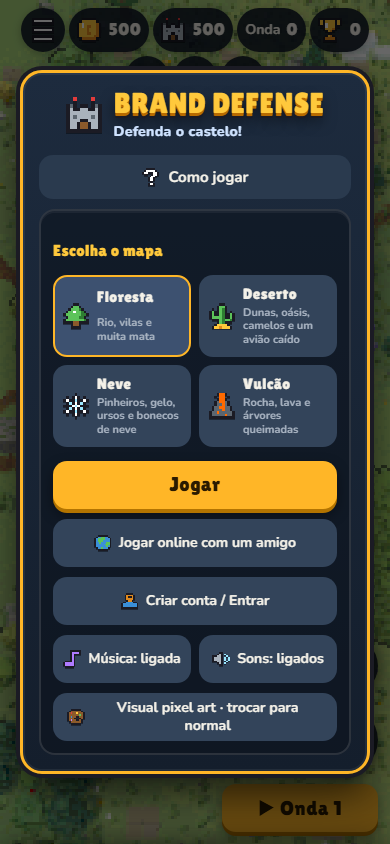 500
500
Onda 0
0
BRAND DEFENSE
Defenda o castelo!
? Como jogar
Escolha o mapa
Floresta
Rio, vilas e
muita mata
Deserto
Dunas, oásis,
camelos e um
avião caído
Neve
Pinheiros, gelo,
ursos e bonecos
de neve
Vulcão
Rocha, lava e
árvores
queimadas
Jogar
Jogar online com um amigo
Criar conta / Entrar
Música: ligada
Sons: ligados
Visual pixel art · trocar para
normal
▶ Onda 1